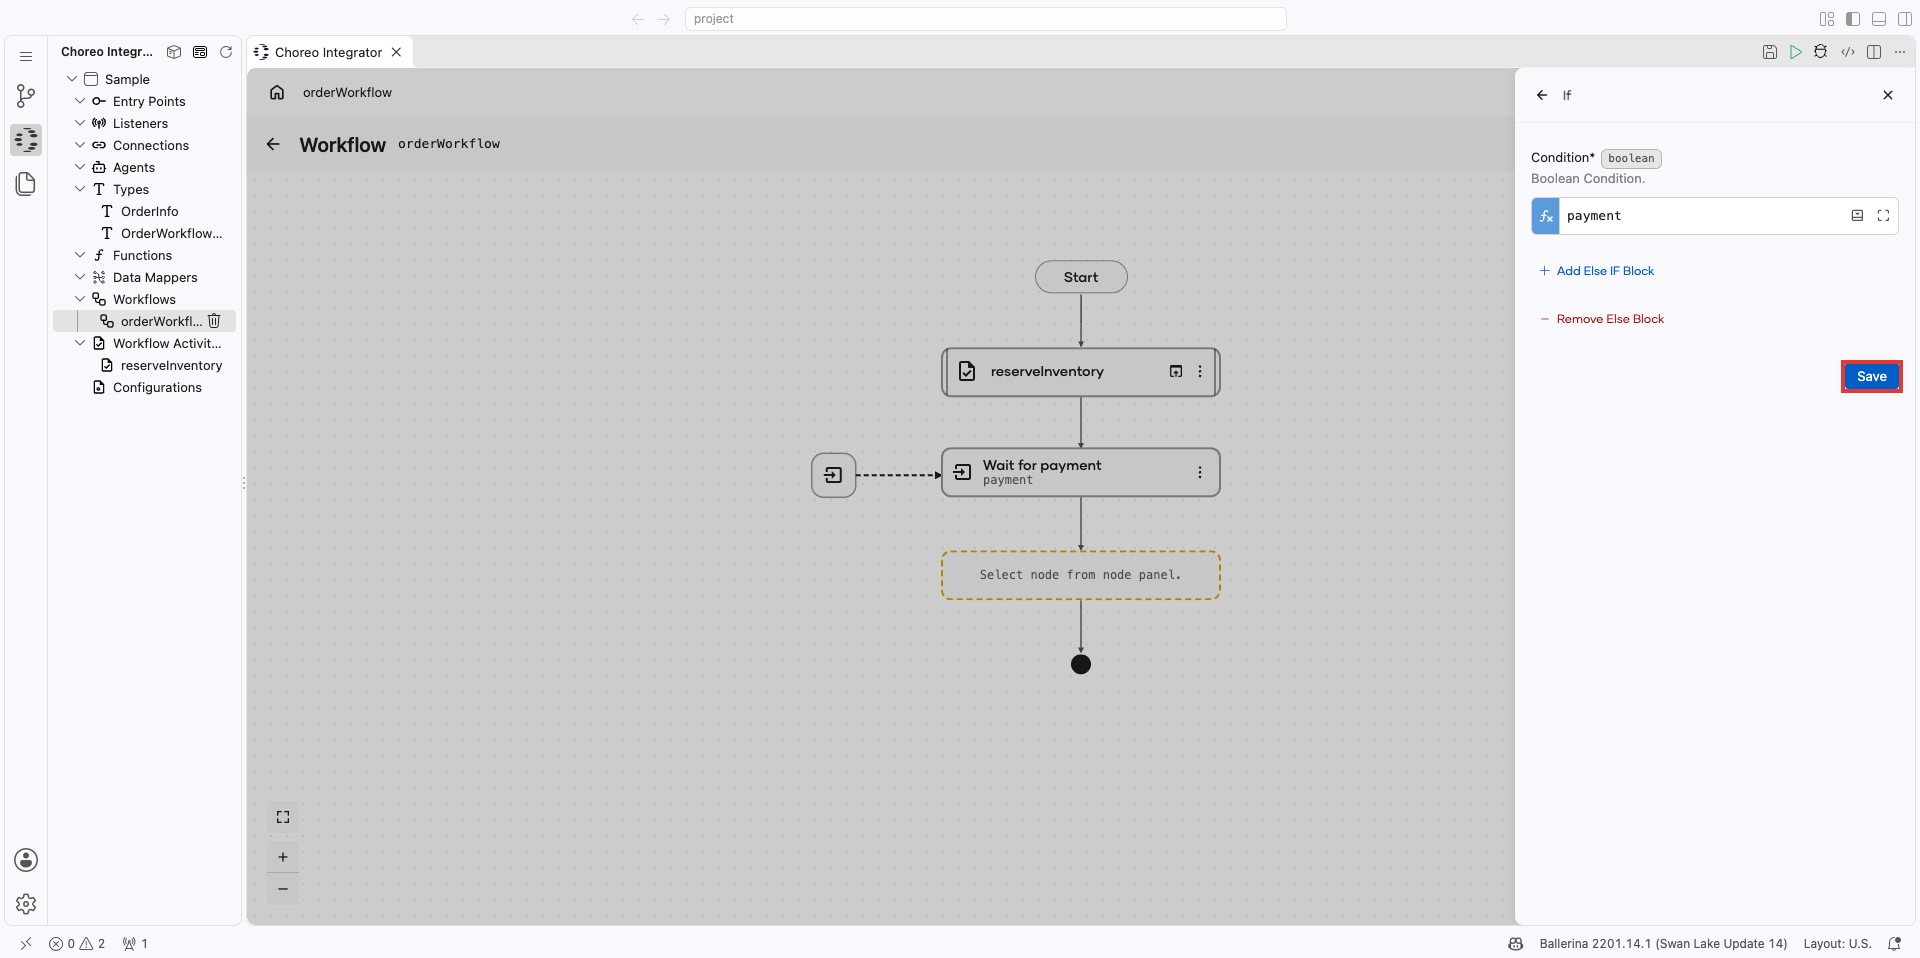 project
Choreo Integr...
Sample
Entry Points
Listeners
Connections
Agents
Types
OrderInfo
OrderWorkflow...
Functions
Data Mappers
Workflows
orderWorkfl...
Workflow Activit...
reserveInventory
Configurations
Choreo Integrator
orderWorkflow
Workflow orderWorkflow
Start
reserveInventory
Wait for payment
payment
Select node from node panel.
If
Condition* boolean
Boolean Condition.
fx payment
+ Add Else IF Block
− Remove Else Block
Save
0 2 1
Ballerina 2201.14.1 (Swan Lake Update 14) Layout: U.S.